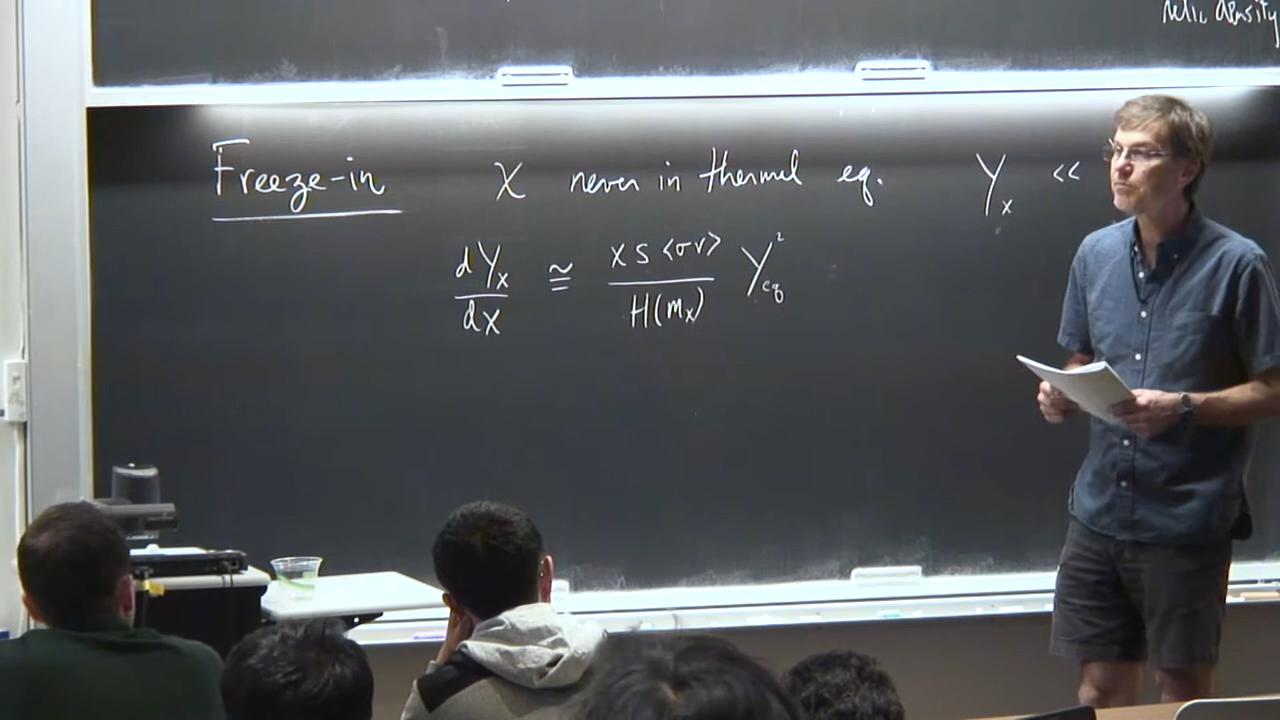 relic density
Freeze-in χ never in thermal eq. Y_x <<
dY_x/dx ≅ x s <σv>/H(m_x) Y_eq^2